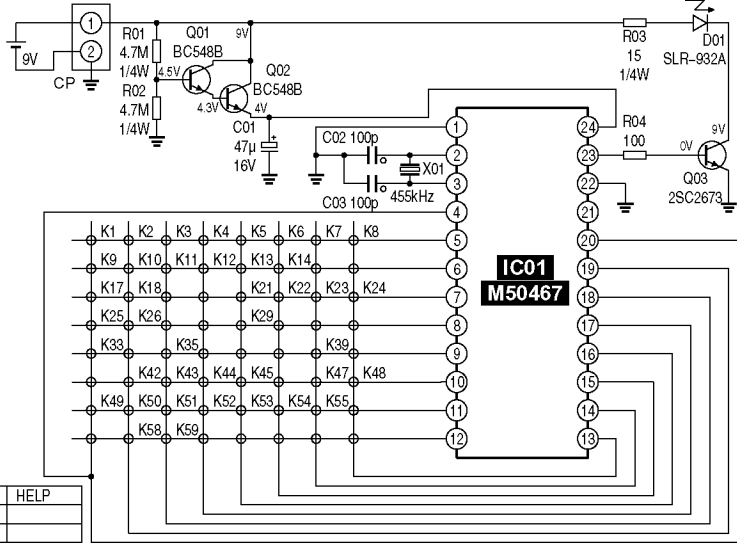 1
2
9V
CP
R01
4.7M
1/4W
R02
4.7M
1/4W
4.5V
Q01
BC548B
9V
Q02
BC548B
4.3V
4V
C01
+
47µ
16V
R03
15
1/4W
D01
SLR-932A
R04
100
0V
9V
Q03
2SC2673
C02 100p
X01
C03 100p
455kHz
1
2
3
4
5
6
7
8
9
10
11
12
24
23
22
21
20
19
18
17
16
15
14
13
IC01
M50467
K1 K2 K3 K4 K5 K6 K7 K8
K9 K10 K11 K12 K13 K14
K17 K18 K21 K22 K23 K24
K25 K26 K29
K33 K35 K39
K42 K43 K44 K45 K47 K48
K49 K50 K51 K52 K53 K54 K55
K58 K59
HELP